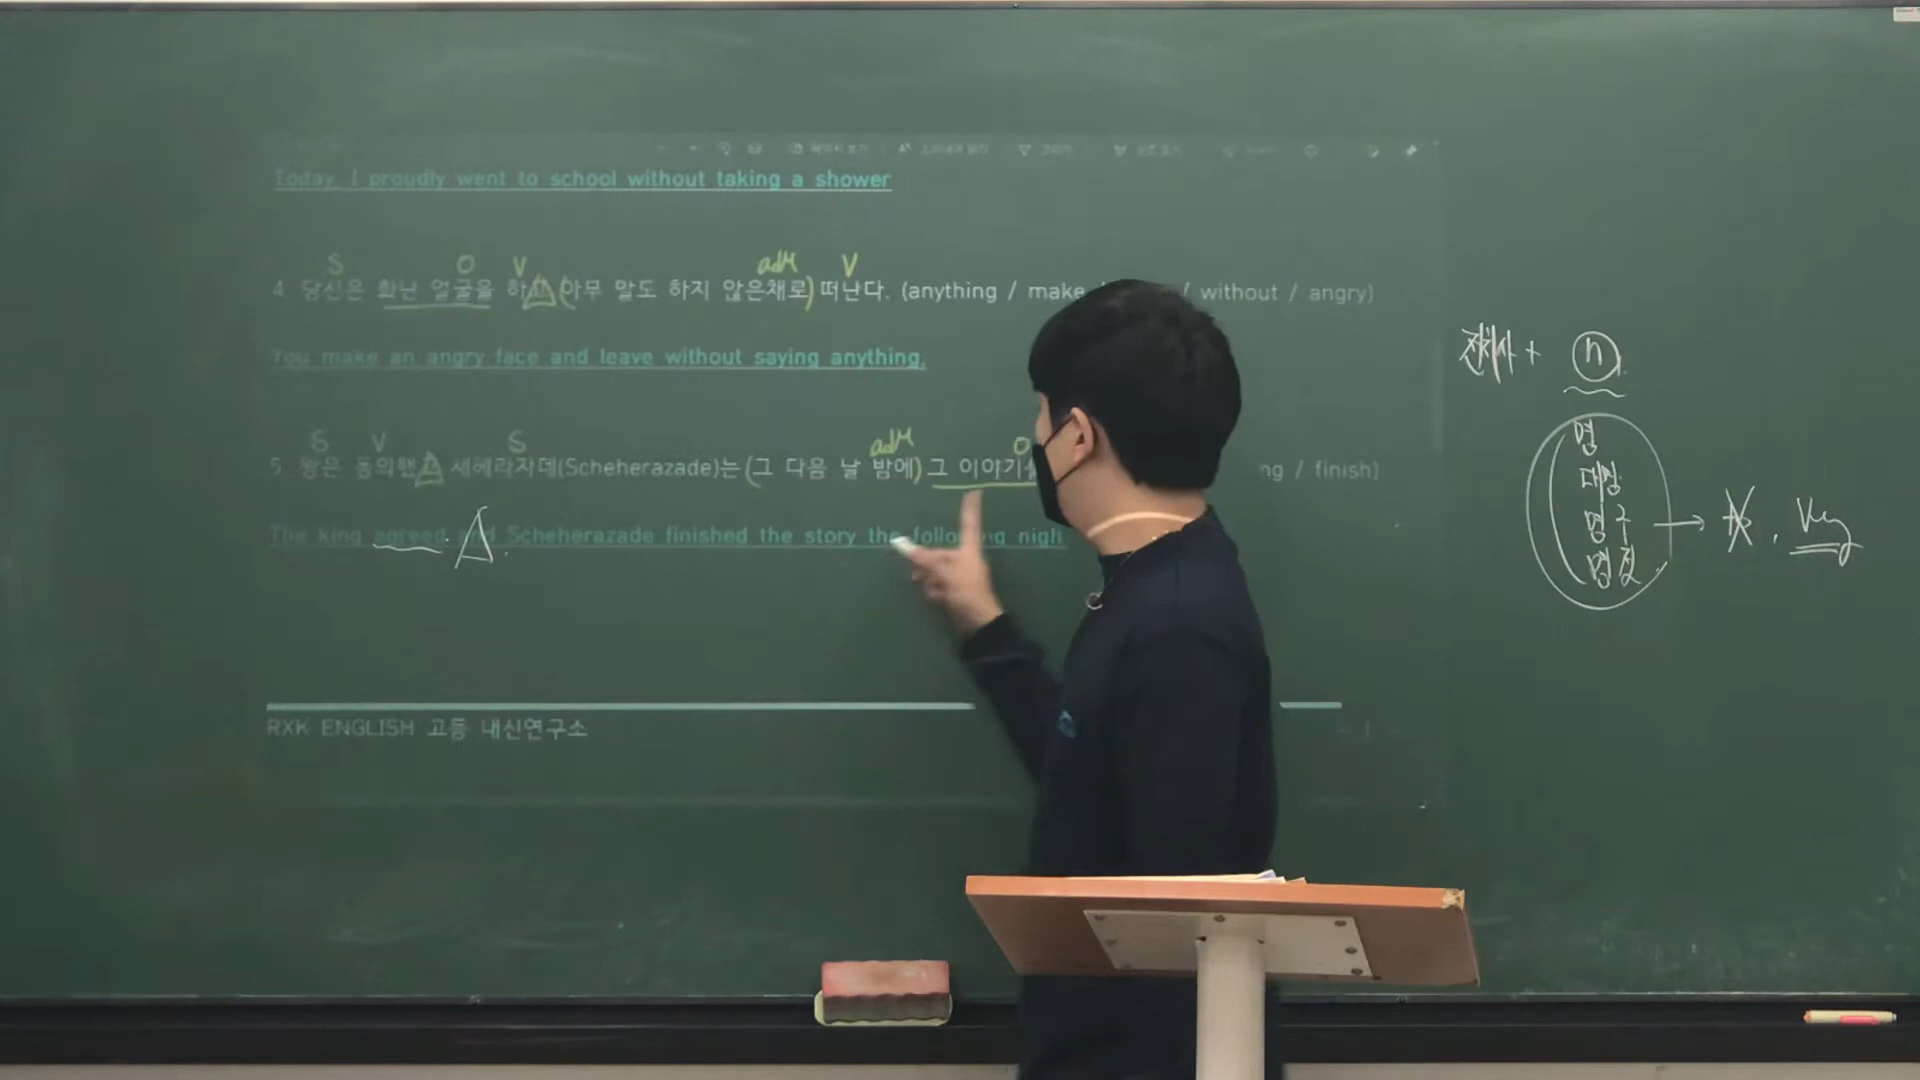 Today, I proudly went to school without taking a shower
S O V adv V
4. 당신은 화난 얼굴을 하고 (아무 말도 하지 않은채로) 떠난다. (anything / make / without / angry)
You make an angry face and leave without saying anything.
S V S adv O
5. 왕은 동의했고 세헤라자데(Scheherazade)는 (그 다음 날 밤에) 그 이야기를 ng / finish)
The king agreed and Scheherazade finished the story the following nigh
RXK ENGLISH 고등 내신연구소
전치사 + n
명
대명
명구 → , Ving
명절